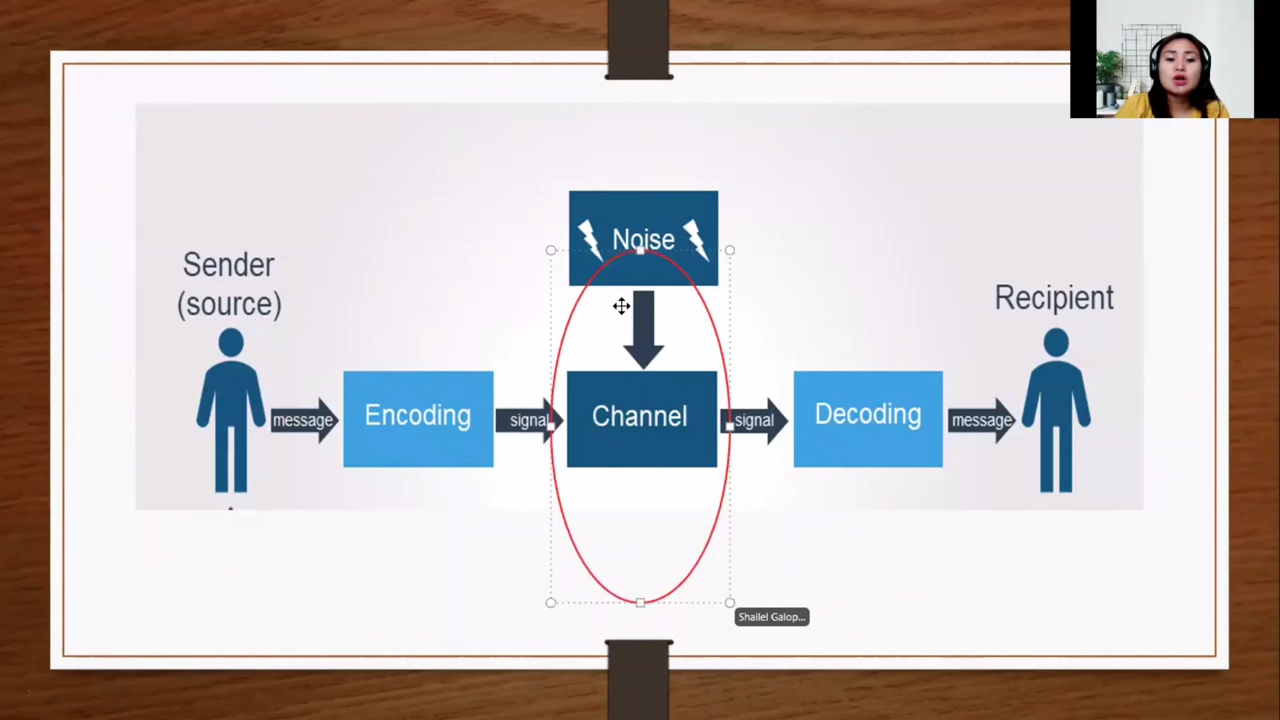 Noise
Sender
(source)
Recipient
message
Encoding
signal
Channel
signal
Decoding
message
Shailel Galop...